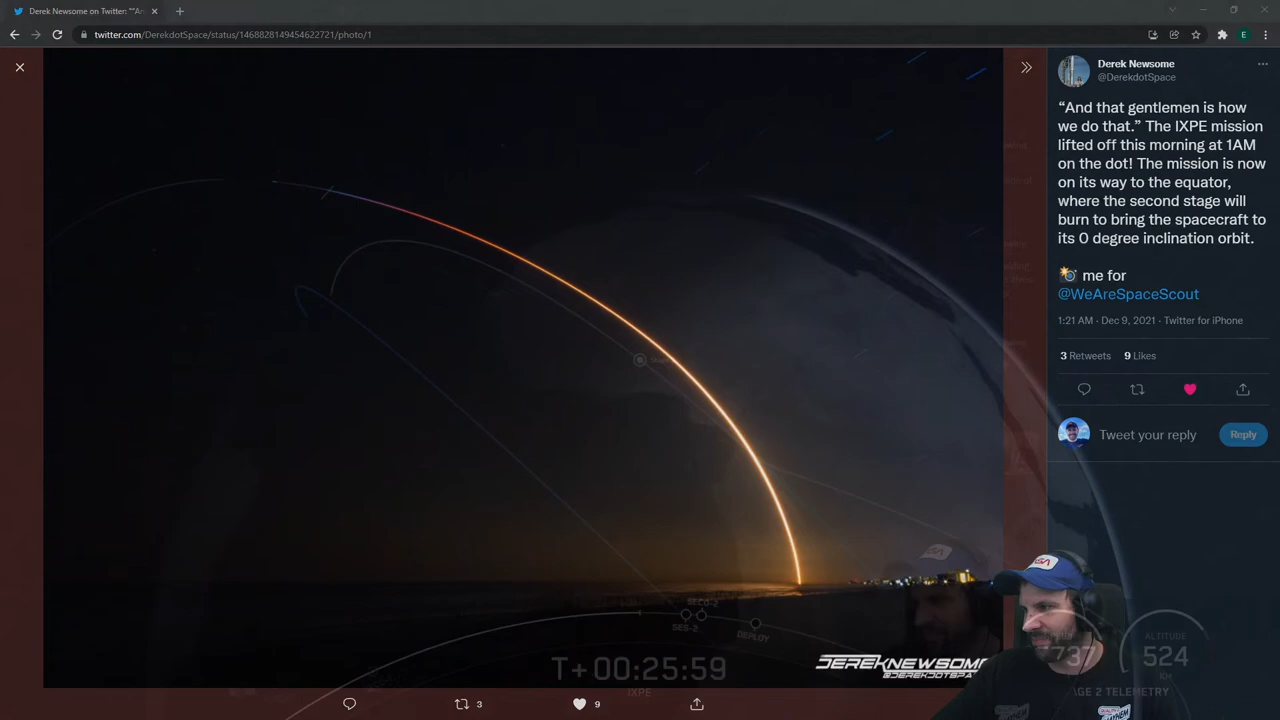 Derek Newsome on Twitter: "“An
twitter.com/DerekdotSpace/status/1468828149454622721/photo/1
E
Derek Newsome
@DerekdotSpace
“And that gentlemen is how
we do that.” The IXPE mission
lifted off this morning at 1AM
on the dot! The mission is now
on its way to the equator,
where the second stage will
burn to bring the spacecraft to
its 0 degree inclination orbit.
me for
@WeAreSpaceScout
1:21 AM · Dec 9, 2021 · Twitter for iPhone
3 Retweets 9 Likes
Tweet your reply
Reply
SECO-2
SES-2
DEPLOY
T+ 00:25:59
IXPE
DEREKNEWSOME
3
9
ALTITUDE
524
KM
TELEMETRY